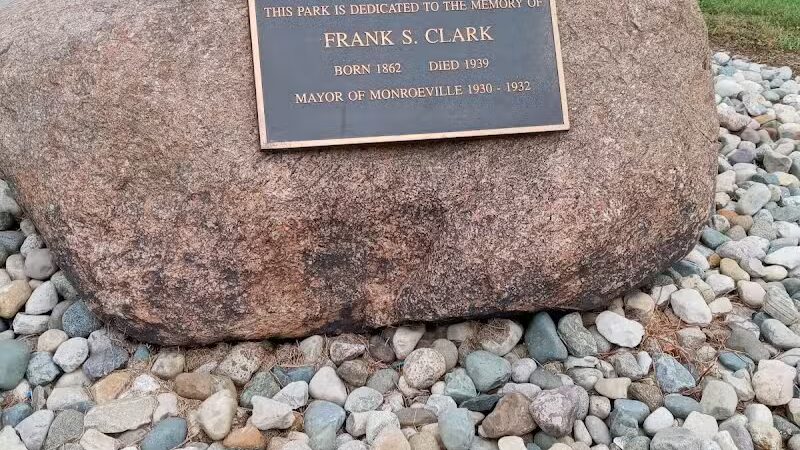 THIS PARK IS DEDICATED TO THE MEMORY OF
FRANK S. CLARK
BORN 1862 DIED 1939
MAYOR OF MONROEVILLE 1930 - 1932